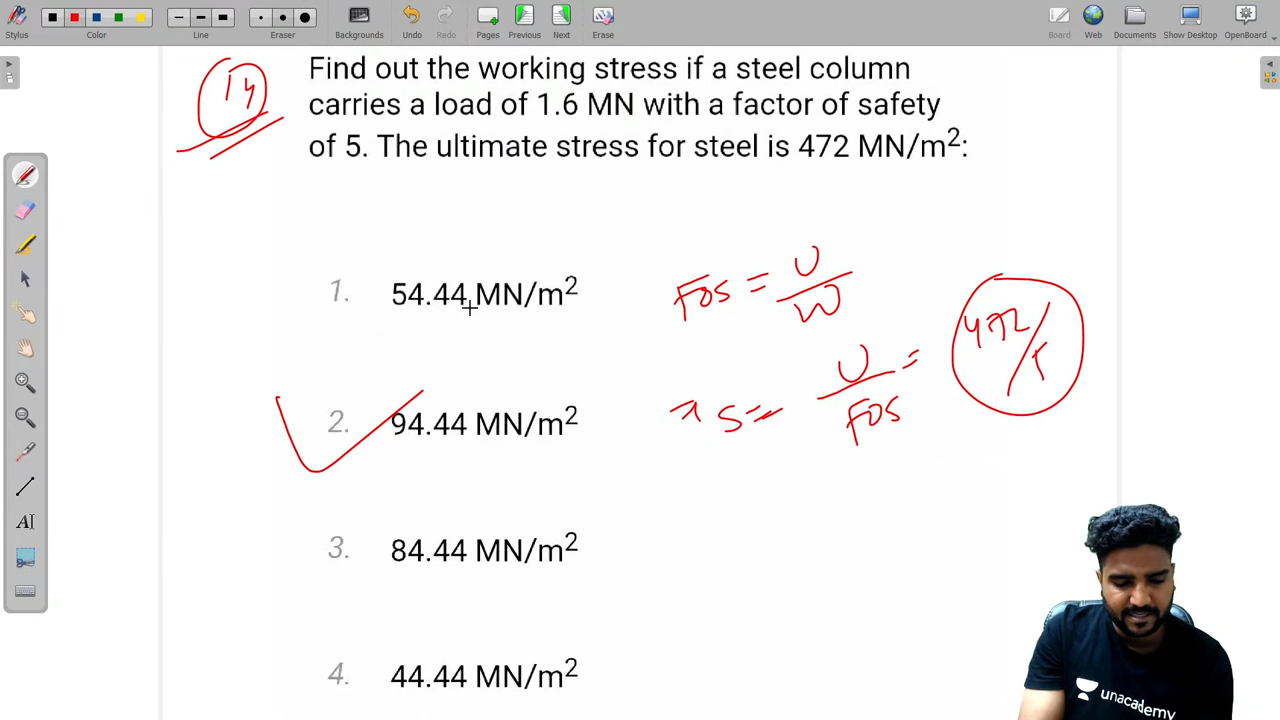 Stylus
Color
Line
Eraser
Backgrounds
Undo
Redo
Pages
Previous
Next
Erase
Board
Web
Documents
Show Desktop
OpenBoard
14
Find out the working stress if a steel column
carries a load of 1.6 MN with a factor of safety
of 5. The ultimate stress for steel is 472 MN/m²:
1. 54.44 MN/m²
FOS = U/W
2. 94.44 MN/m²
S = U/FOS = 472/5
3. 84.44 MN/m²
4. 44.44 MN/m²
unacademy